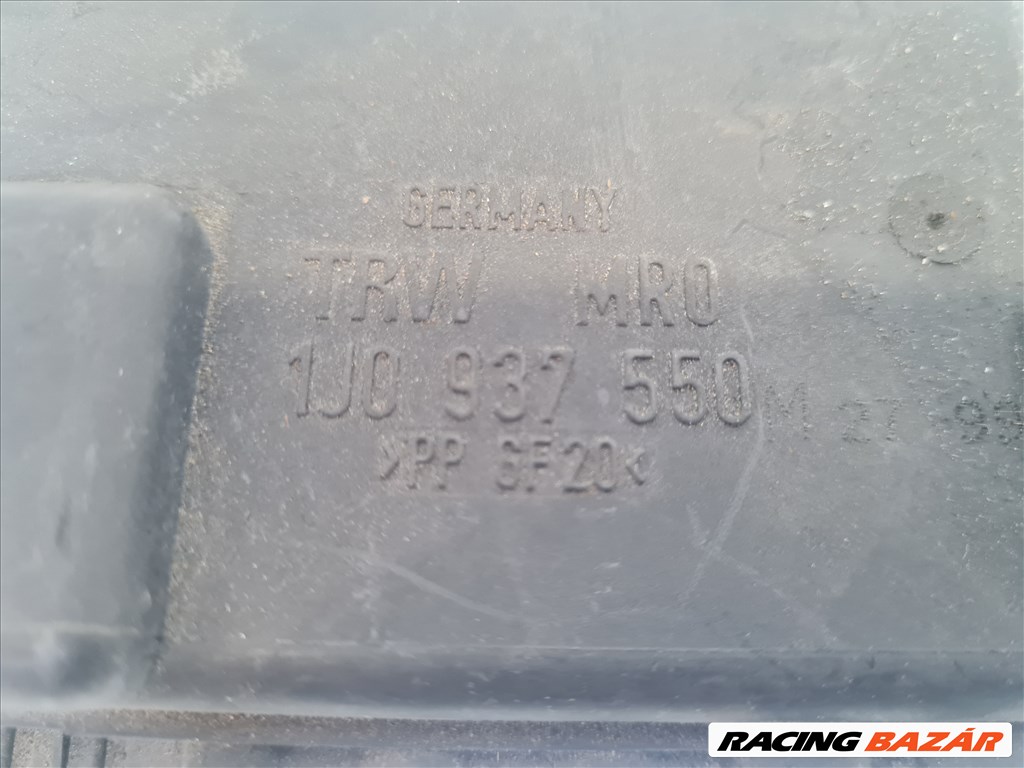 GERMANY
TRW MRO
1J0 937 550
>PP GF20<
RACING BAZÁR